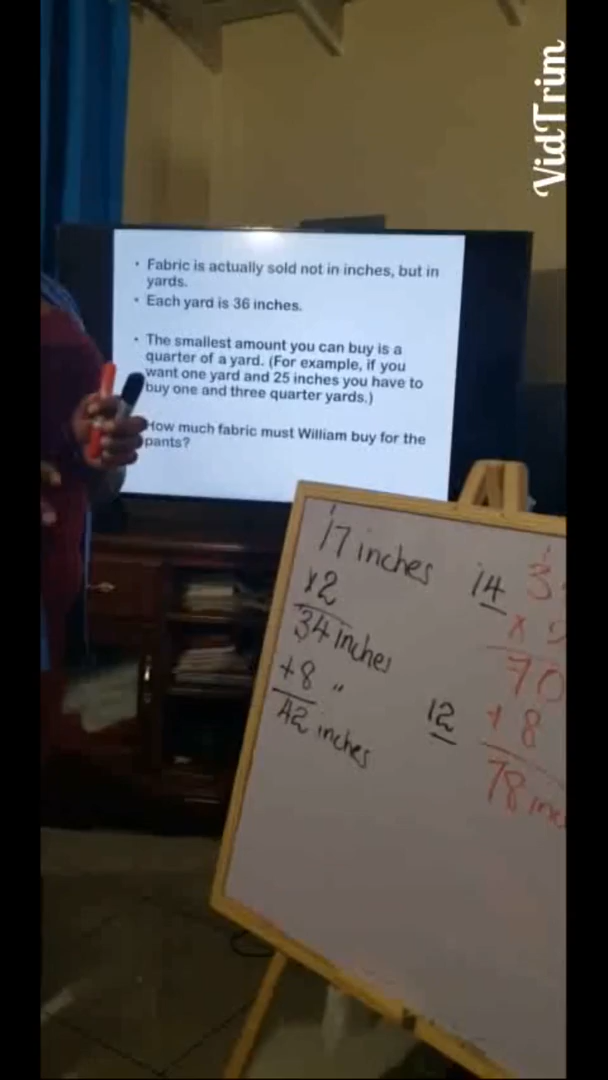 VidTrim
• Fabric is actually sold not in inches, but in
yards.
• Each yard is 36 inches.
• The smallest amount you can buy is a
quarter of a yard. (For example, if you
want one yard and 25 inches you have to
buy one and three quarter yards.)
How much fabric must William buy for the
pants?
17 inches
x2
34 inches
+8 "
42 inches
14
3
x
70
12 + 8
78 inc